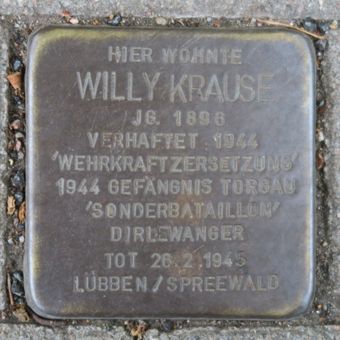 HIER WOHNTE
WILLY KRAUSE
JG. 1896
VERHAFTET 1944
'WEHRKRAFTZERSETZUNG'
1944 GEFÄNGNIS TORGAU
'SONDERBATAILLON'
DIRLEWANGER
TOT 26.2.1945
LÜBBEN / SPREEWALD